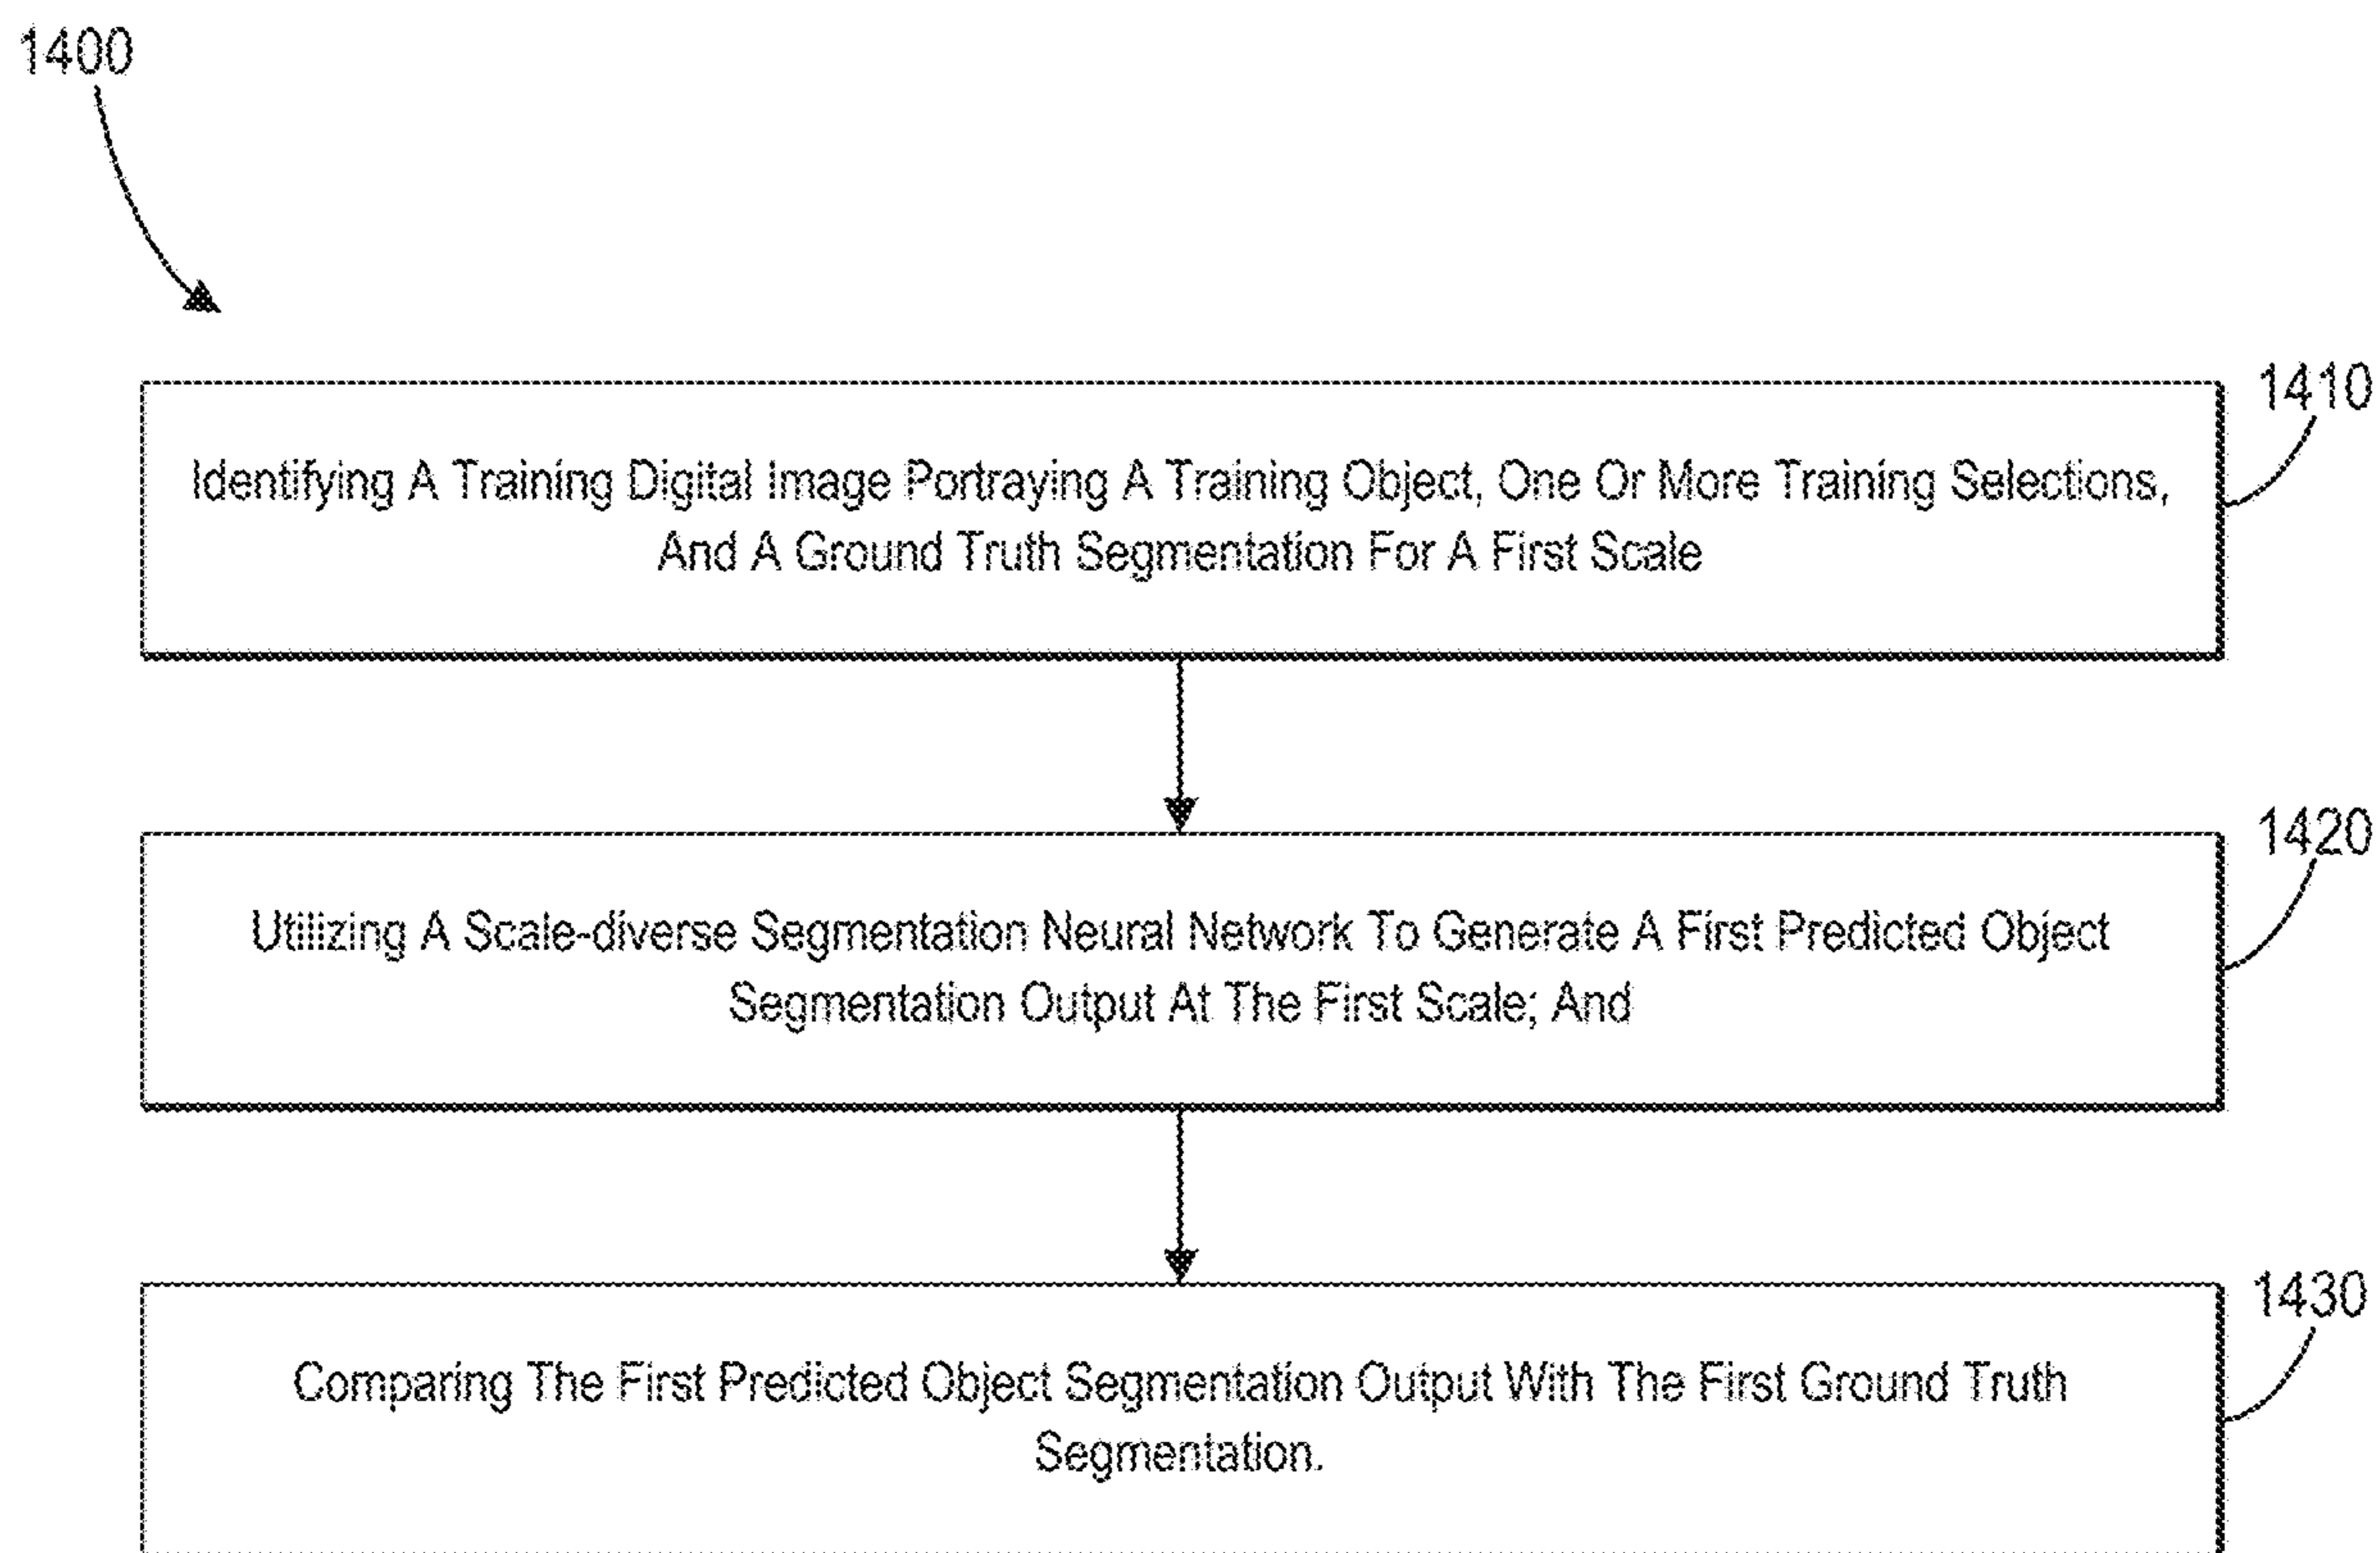 1400
1410
Identifying A Training Digital Image Portraying A Training Object, One Or More Training Selections,
And A Ground Truth Segmentation For A First Scale
1420
Utilizing A Scale-diverse Segmentation Neural Network To Generate A First Predicted Object
Segmentation Output At The First Scale; And
1430
Comparing The First Predicted Object Segmentation Output With The First Ground Truth
Segmentation.